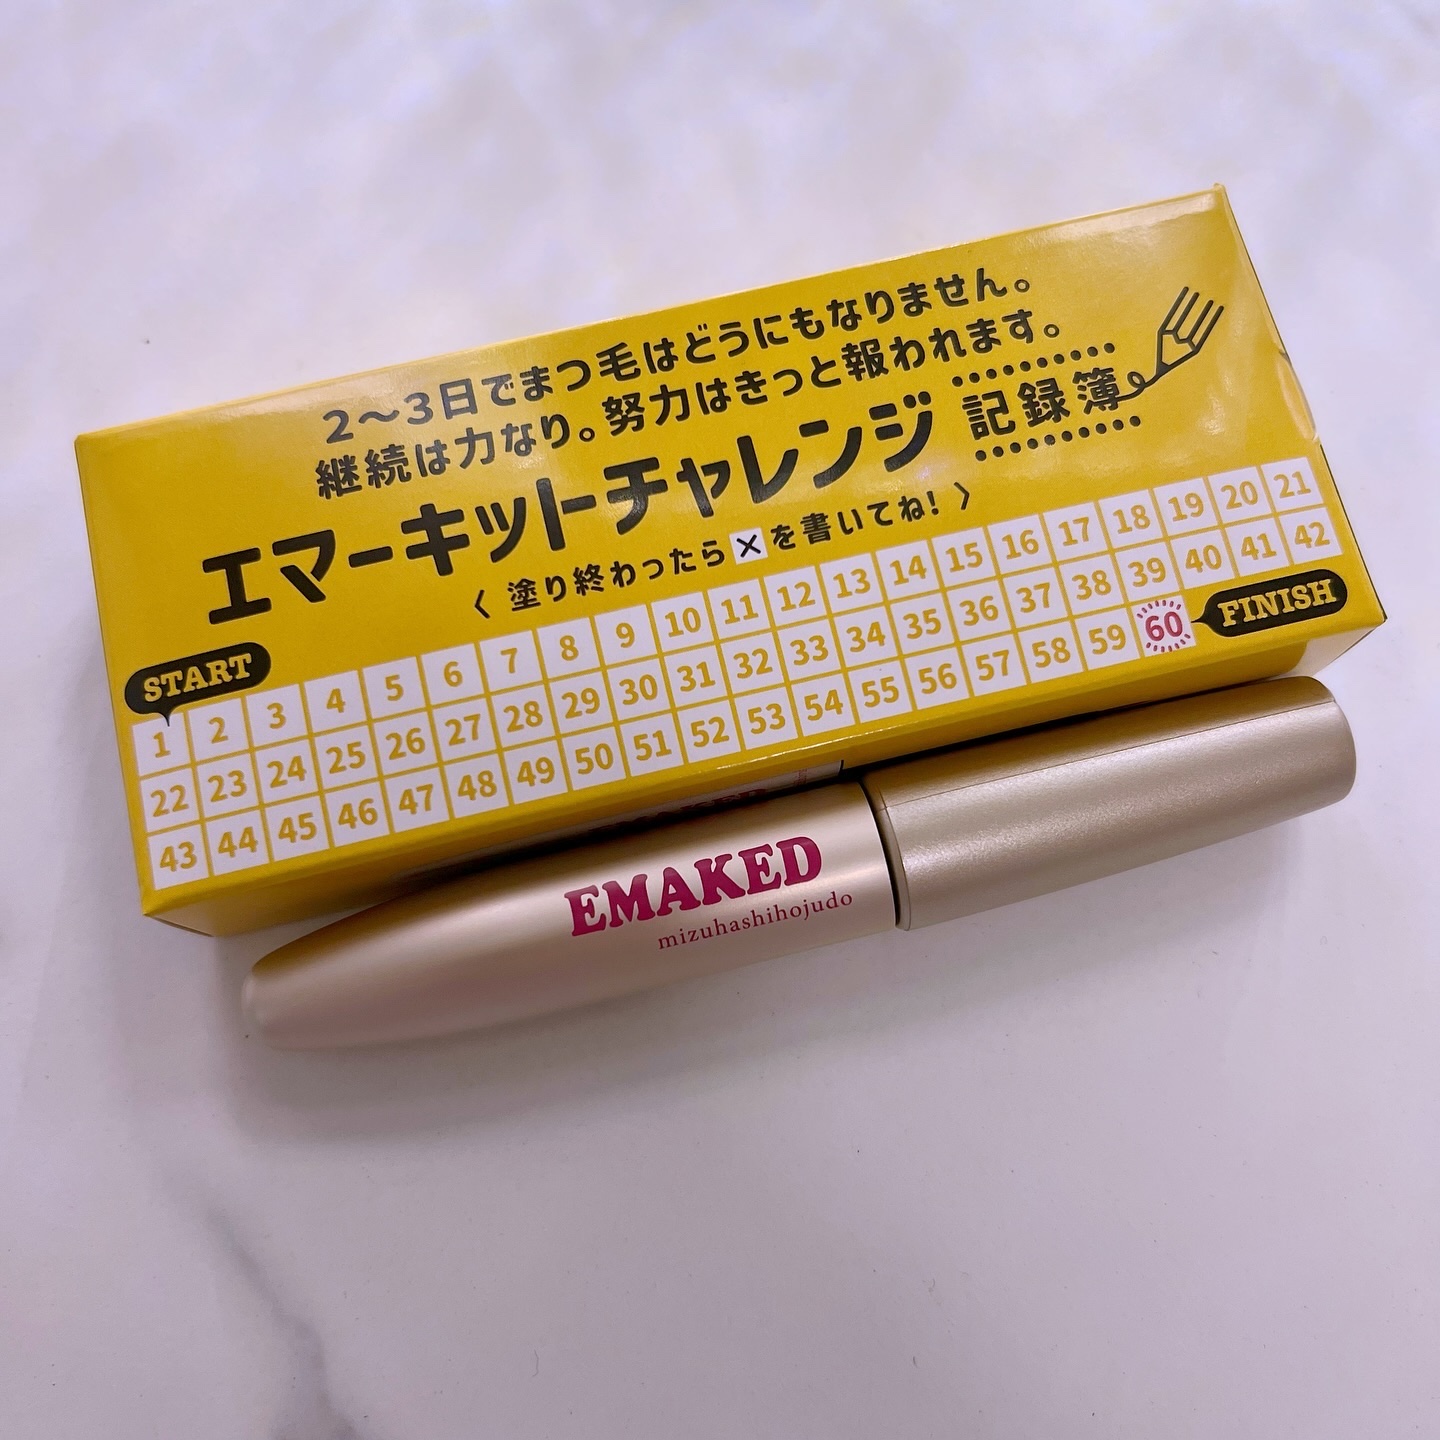 2〜3日でまつ毛はどうにもなりません。
継続は力なり。努力はきっと報われます。
エマーキットチャレンジ 記録簿
〈 塗り終わったら×を書いてね! 〉
START
1 2 3 4 5 6 7 8 9 10 11 12 13 14 15 16 17 18 19 20 21
22 23 24 25 26 27 28 29 30 31 32 33 34 35 36 37 38 39 40 41 42
43 44 45 46 47 48 49 50 51 52 53 54 55 56 57 58 59 60
FINISH
EMAKED
mizuhashihojudo